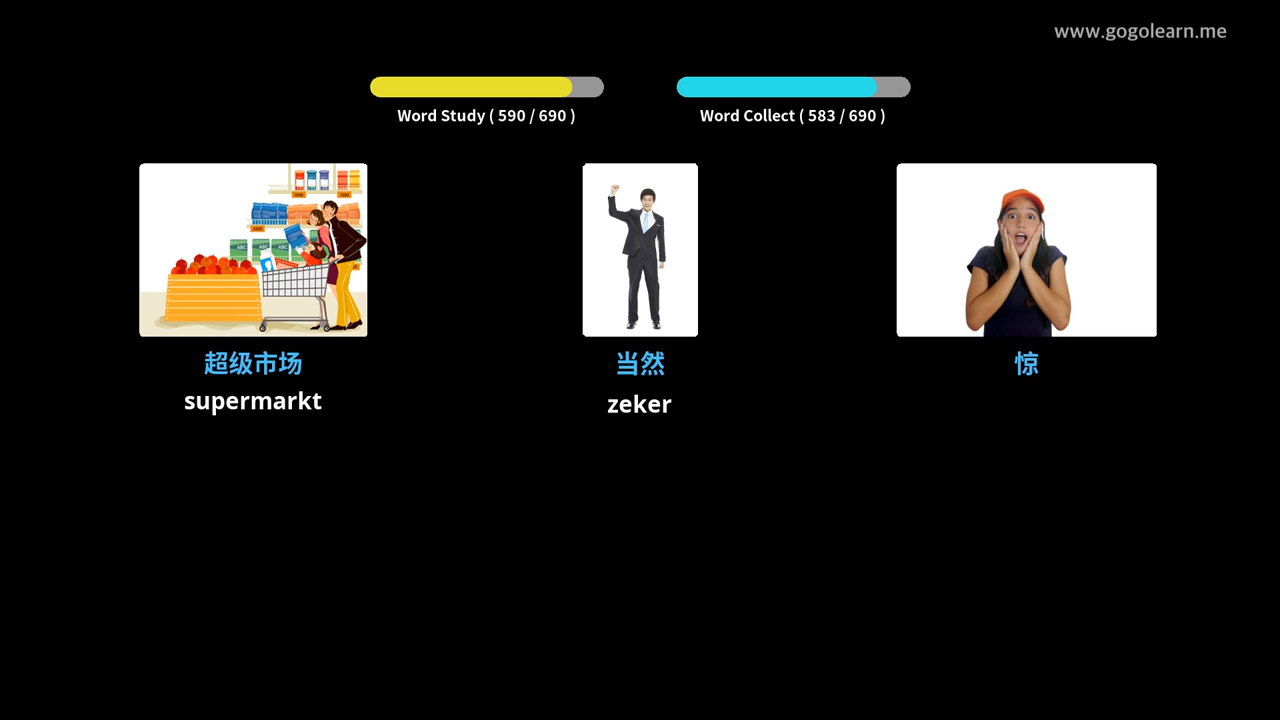 www.gogolearn.me
Word Study ( 590 / 690 )
Word Collect ( 583 / 690 )
超级市场
当然
惊
supermarkt
zeker